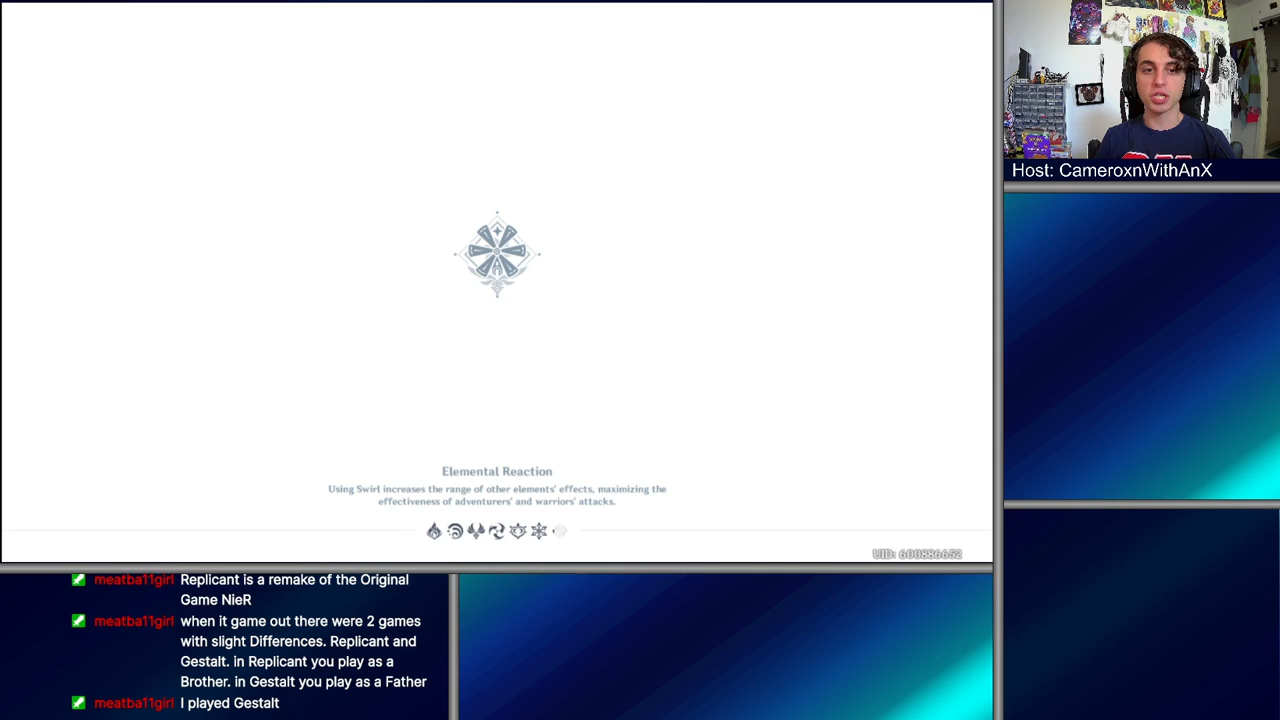 Host: CameroxnWithAnX
Elemental Reaction
Using Swirl increases the range of other elements' effects, maximizing the
effectiveness of adventurers' and warriors' attacks.
UID: 600886652
meatba11girl Replicant is a remake of the Original
Game NieR
meatba11girl when it game out there were 2 games
with slight Differences. Replicant and
Gestalt. in Replicant you play as a
Brother. in Gestalt you play as a Father
meatba11girl I played Gestalt